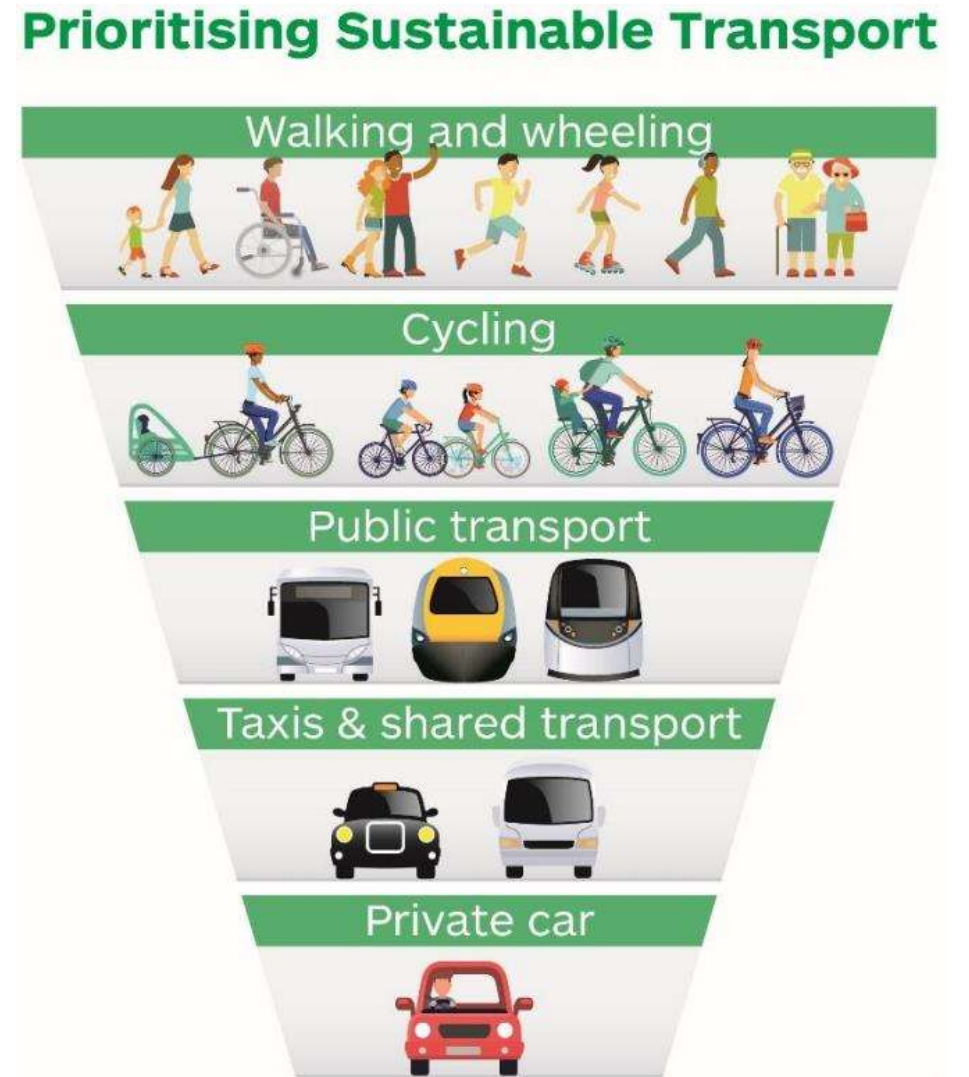 Prioritising Sustainable Transport
Walking and wheeling
Cycling
Public transport
Taxis & shared transport
Private car